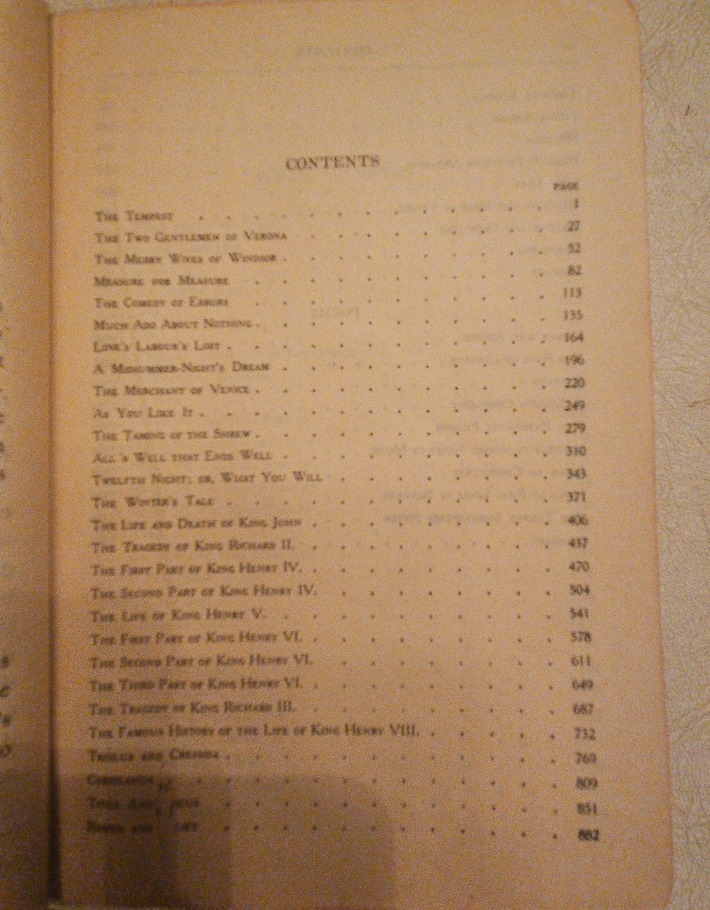 CONTENTS
PAGE
THE TEMPEST . . . . . . . . . . . . . 1
THE TWO GENTLEMEN OF VERONA . . . . . . . . . 27
THE MERRY WIVES OF WINDSOR . . . . . . . . . . 52
MEASURE FOR MEASURE . . . . . . . . . . . 82
THE COMEDY OF ERRORS . . . . . . . . . . . 113
MUCH ADO ABOUT NOTHING . . . . . . . . . . . 135
LOVE'S LABOUR'S LOST . . . . . . . . . . . . 164
A MIDSUMMER-NIGHT'S DREAM . . . . . . . . . . 196
THE MERCHANT OF VENICE . . . . . . . . . . . 220
AS YOU LIKE IT . . . . . . . . . . . . . 249
THE TAMING OF THE SHREW . . . . . . . . . . . 279
ALL 'S WELL THAT ENDS WELL . . . . . . . . . . 310
TWELFTH NIGHT; OR, WHAT YOU WILL . . . . . . . . . 343
THE WINTER'S TALE . . . . . . . . . . . . 371
THE LIFE AND DEATH OF KING JOHN . . . . . . . . . 406
THE TRAGEDY OF KING RICHARD II. . . . . . . . . . 437
THE FIRST PART OF KING HENRY IV. . . . . . . . . 470
THE SECOND PART OF KING HENRY IV. . . . . . . . . 504
THE LIFE OF KING HENRY V. . . . . . . . . . . 541
THE FIRST PART OF KING HENRY VI. . . . . . . . . . 578
THE SECOND PART OF KING HENRY VI. . . . . . . . . 611
THE THIRD PART OF KING HENRY VI. . . . . . . . . . 649
THE TRAGEDY OF KING RICHARD III. . . . . . . . . . 687
THE FAMOUS HISTORY OF THE LIFE OF KING HENRY VIII. . . . . . 732
TROILUS AND CRESSIDA . . . . . . . . . . . . 769
CORIOLANUS . . . . . . . . . . . . . 809
TITUS . . . . . . . . . . . . 851
AND . . . . . . . . . . . . 882